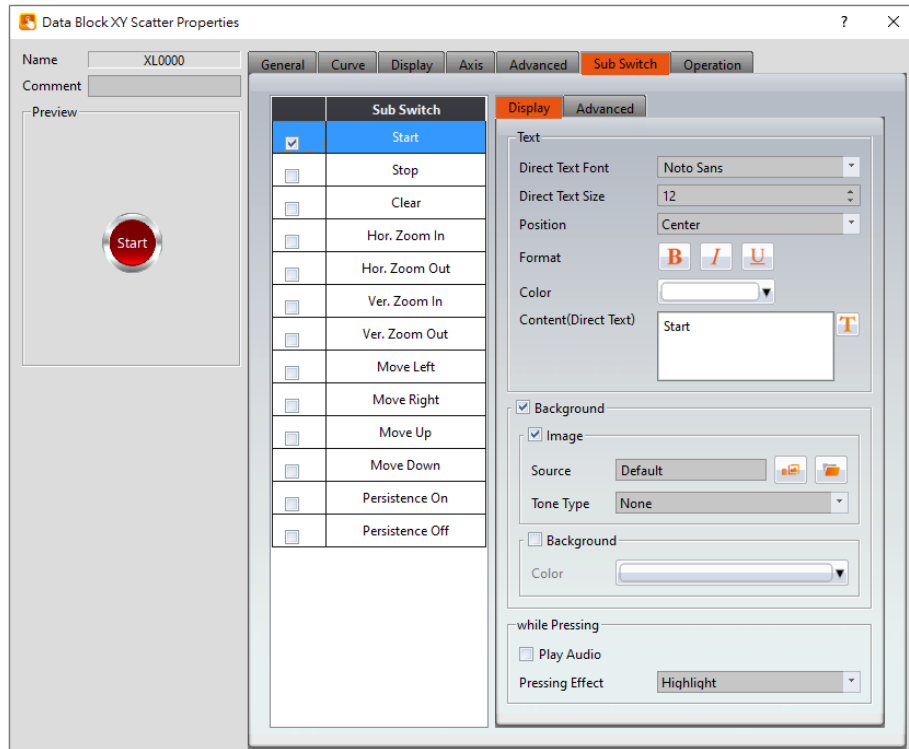 Data Block XY Scatter Properties
? ×
Name XL0000
Comment
Preview
Start
General Curve Display Axis Advanced Sub Switch Operation
Sub Switch
Start
Stop
Clear
Hor. Zoom In
Hor. Zoom Out
Ver. Zoom In
Ver. Zoom Out
Move Left
Move Right
Move Up
Move Down
Persistence On
Persistence Off
Display Advanced
Text
Direct Text Font Noto Sans
Direct Text Size 12
Position Center
Format B I U
Color
Content(Direct Text) Start T
Background
Image
Source Default
Tone Type None
Background
Color
while Pressing
Play Audio
Pressing Effect Highlight